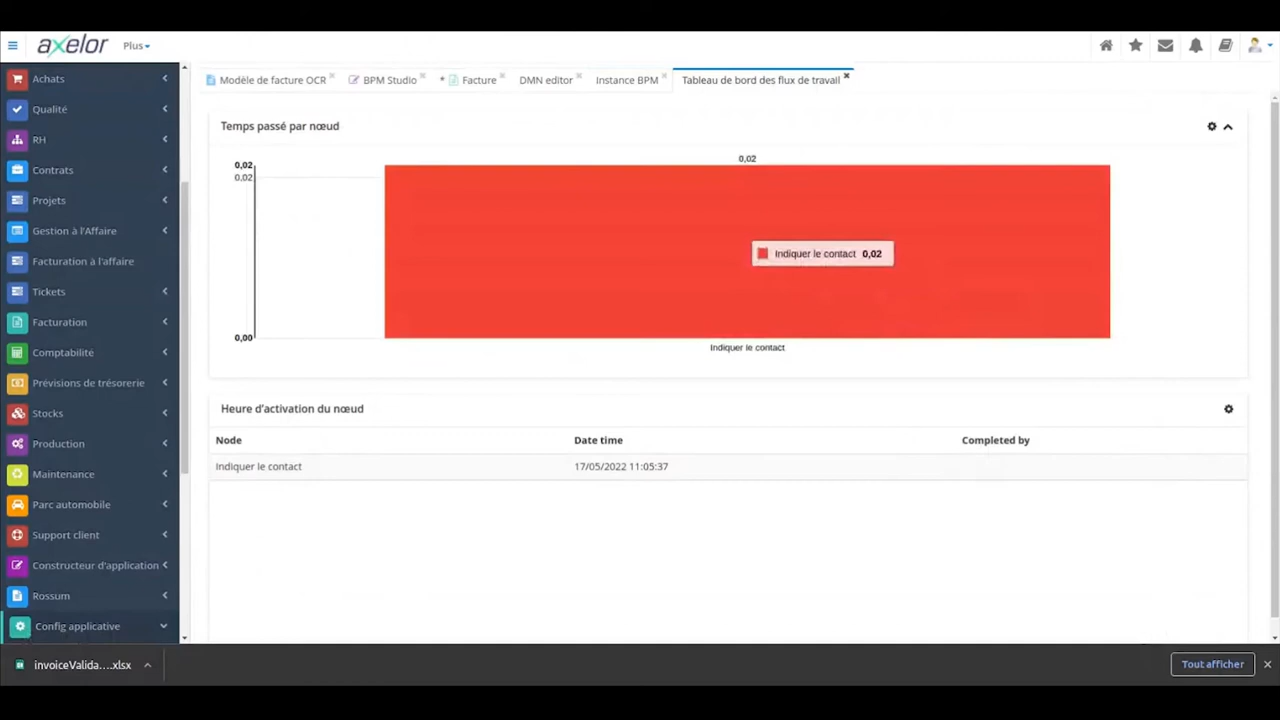 axelor Plus
Modèle de facture OCR BPM Studio * Facture DMN editor Instance BPM Tableau de bord des flux de travail
Achats
Qualité
RH
Contrats
Projets
Gestion à l'Affaire
Facturation à l'affaire
Tickets
Facturation
Comptabilité
Prévisions de trésorerie
Stocks
Production
Maintenance
Parc automobile
Support client
Constructeur d'application
Rossum
Config applicative
Temps passé par nœud
0,02
0,02
0,02
Indiquer le contact 0,02
0,00
Indiquer le contact
Heure d'activation du nœud
Node Date time Completed by
Indiquer le contact 17/05/2022 11:05:37
invoiceValida....xlsx Tout afficher